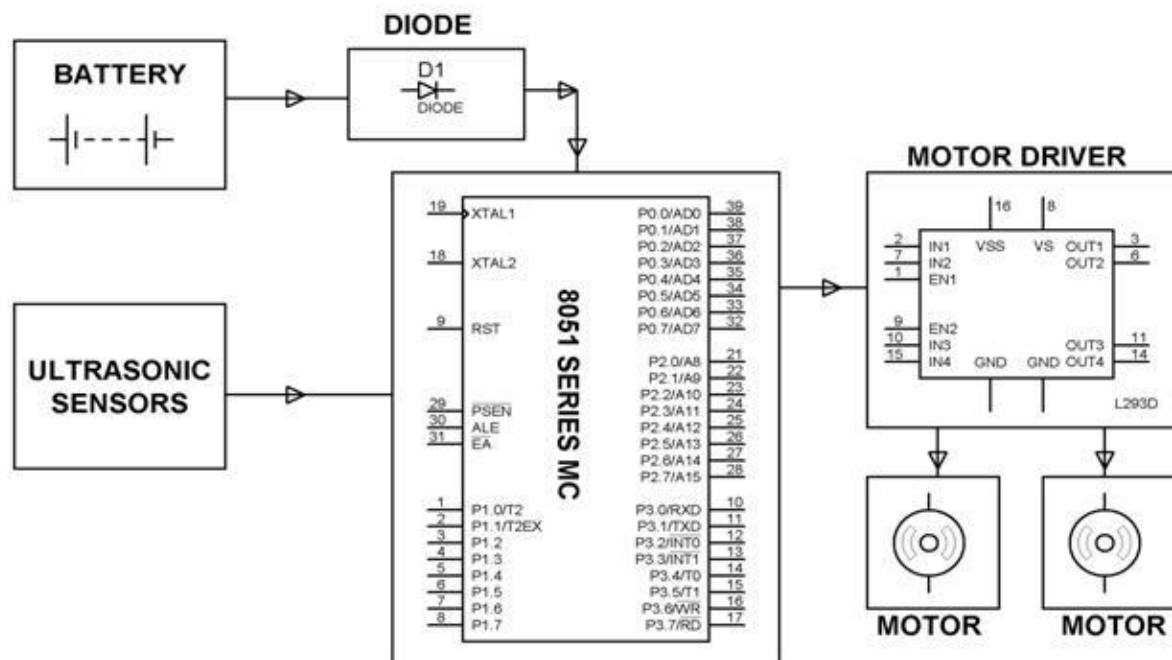 DIODE
BATTERY
D1
DIODE
MOTOR DRIVER
ULTRASONIC
SENSORS
8051 SERIES MC
19 XTAL1
18 XTAL2
9 RST
29 PSEN
30 ALE
31 EA
1 P1.0/T2
2 P1.1/T2EX
3 P1.2
4 P1.3
5 P1.4
6 P1.5
7 P1.6
8 P1.7
P0.0/AD0 39
P0.1/AD1 38
P0.2/AD2 37
P0.3/AD3 36
P0.4/AD4 35
P0.5/AD5 34
P0.6/AD6 33
P0.7/AD7 32
P2.0/A8 21
P2.1/A9 22
P2.2/A10 23
P2.3/A11 24
P2.4/A12 25
P2.5/A13 26
P2.6/A14 27
P2.7/A15 28
P3.0/RXD 10
P3.1/TXD 11
P3.2/INT0 12
P3.3/INT1 13
P3.4/T0 14
P3.5/T1 15
P3.6/WR 16
P3.7/RD 17
16 8
2 IN1 VSS VS OUT1 3
7 IN2 OUT2 6
1 EN1
9 EN2
10 IN3 OUT3 11
15 IN4 GND GND OUT4 14
L293D
MOTOR MOTOR